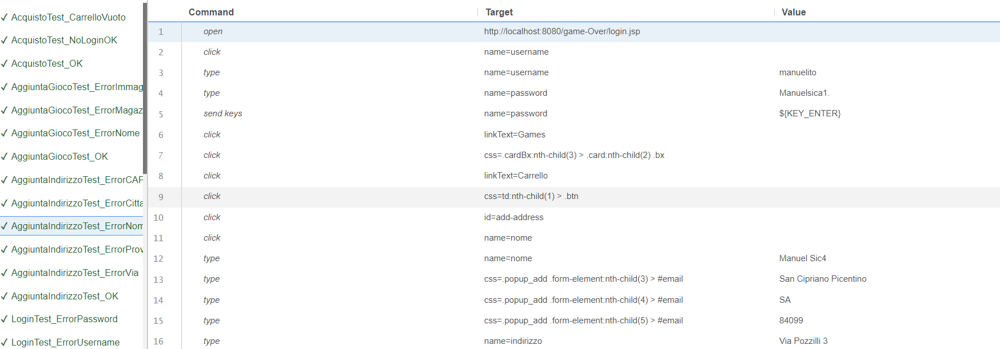 ✓ AcquistoTest_CarrelloVuoto
✓ AcquistoTest_NoLoginOK
✓ AcquistoTest_OK
✓ AggiuntaGiocoTest_ErrorImmag
✓ AggiuntaGiocoTest_ErrorMagaz
✓ AggiuntaGiocoTest_ErrorNome
✓ AggiuntaGiocoTest_OK
✓ AggiuntaIndirizzoTest_ErrorCAP
✓ AggiuntaIndirizzoTest_ErrorCitta
✓ AggiuntaIndirizzoTest_ErrorNom
✓ AggiuntaIndirizzoTest_ErrorProv
✓ AggiuntaIndirizzoTest_ErrorVia
✓ AggiuntaIndirizzoTest_OK
✓ LoginTest_ErrorPassword
✓ LoginTest_ErrorUsername
Command Target Value
1 open http://localhost:8080/game-Over/login.jsp
2 click name=username
3 type name=username manuelito
4 type name=password Manuelsica1.
5 send keys name=password ${KEY_ENTER}
6 click linkText=Games
7 click css=.cardBx:nth-child(3) > .card:nth-child(2) .bx
8 click linkText=Carrello
9 click css=td:nth-child(1) > .btn
10 click id=add-address
11 click name=nome
12 type name=nome Manuel Sic4
13 type css=.popup_add .form-element:nth-child(3) > #email San Cipriano Picentino
14 type css=.popup_add .form-element:nth-child(4) > #email SA
15 type css=.popup_add .form-element:nth-child(5) > #email 84099
16 type name=indirizzo Via Pozzilli 3